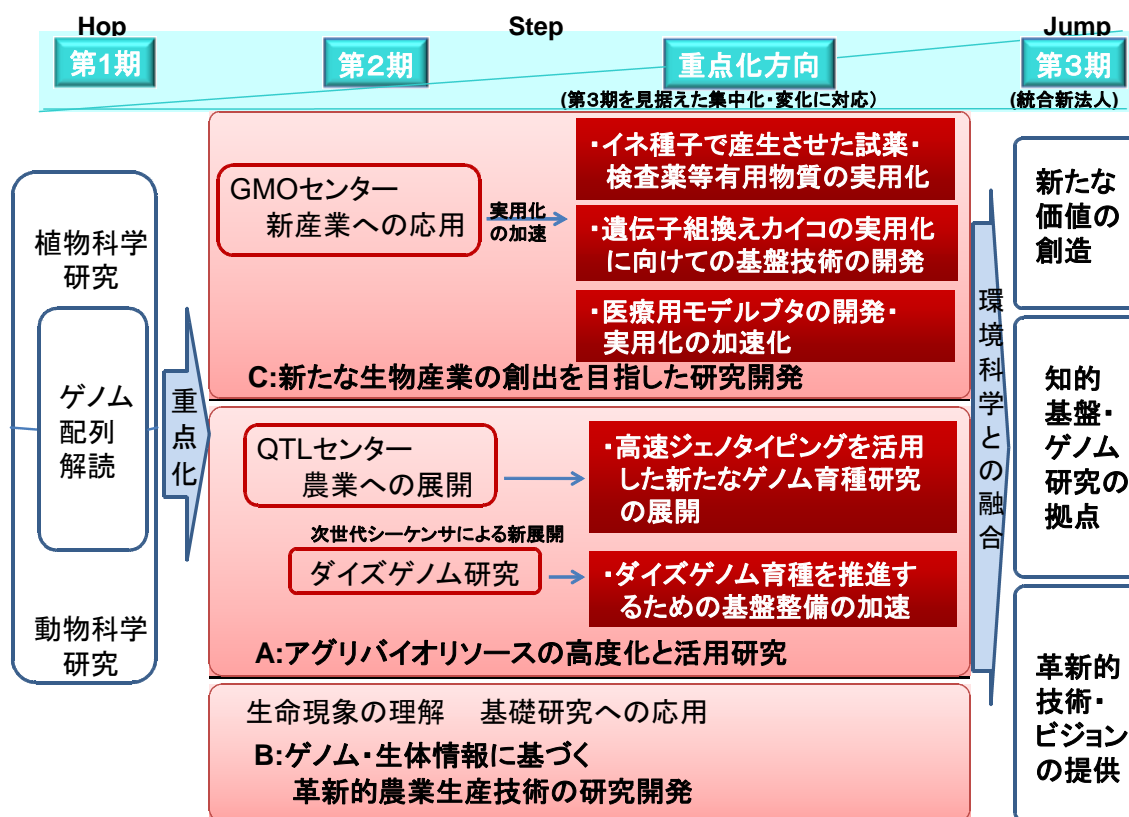 Hop
Step
Jump
第1期
第2期
重点化方向
第3期
(第3期を見据えた集中化・変化に対応)
(統合新法人)
植物科学
研究
ゲノム
配列
解読
動物科学
研究
重点化
GMOセンター
新産業への応用
実用化
の加速
・イネ種子で産生させた試薬・
検査薬等有用物質の実用化
・遺伝子組換えカイコの実用化
に向けての基盤技術の開発
・医療用モデルブタの開発・
実用化の加速化
C:新たな生物産業の創出を目指した研究開発
QTLセンター
農業への展開
・高速ジェノタイピングを活用
した新たなゲノム育種研究
の展開
次世代シーケンサによる新展開
ダイズゲノム研究
・ダイズゲノム育種を推進す
るための基盤整備の加速
A:アグリバイオリソースの高度化と活用研究
生命現象の理解　基礎研究への応用
B:ゲノム・生体情報に基づく
革新的農業生産技術の研究開発
環境科学との融合
新たな
価値の
創造
知的
基盤・
ゲノム
研究の
拠点
革新的
技術・
ビジョン
の提供